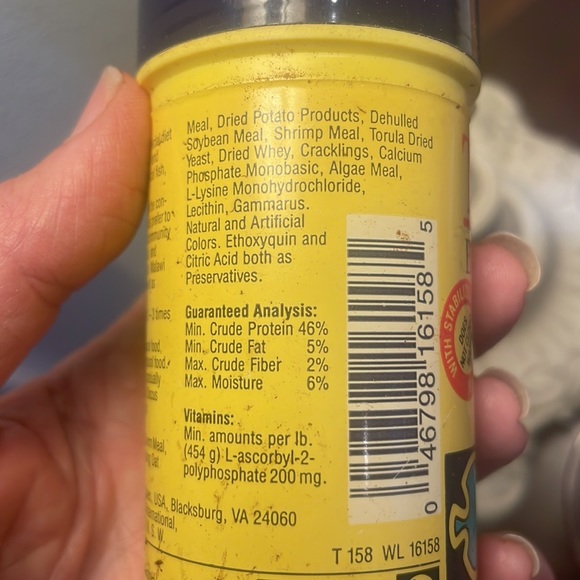 Meal, Dried Potato Products, Dehulled
Soybean Meal, Shrimp Meal, Torula Dried
Yeast, Dried Whey, Cracklings, Calcium
Phosphate Monobasic, Algae Meal,
L-Lysine Monohydrochloride,
Lecithin, Gammarus.
Natural and Artificial
Colors. Ethoxyquin and
Citric Acid both as
Preservatives.
Guaranteed Analysis:
Min. Crude Protein 46%
Min. Crude Fat 5%
Max. Crude Fiber 2%
Max. Moisture 6%
Vitamins:
Min. amounts per lb.
(454 g) L-ascorbyl-2-
polyphosphate 200 mg.
USA, Blacksburg, VA 24060
0 46798 16158 5
T 158 WL 16158
WITH